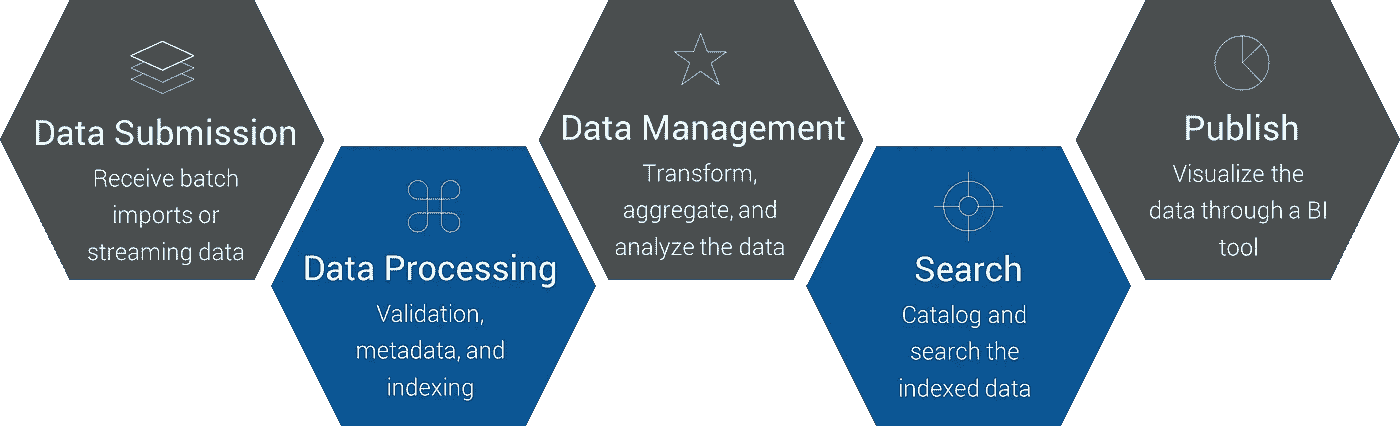 Data Submission
Receive batch
imports or
streaming data
Data Processing
Validation,
metadata, and
indexing
Data Management
Transform,
aggregate, and
analyze the data
Search
Catalog and
search the
indexed data
Publish
Visualize the
data through a BI
tool